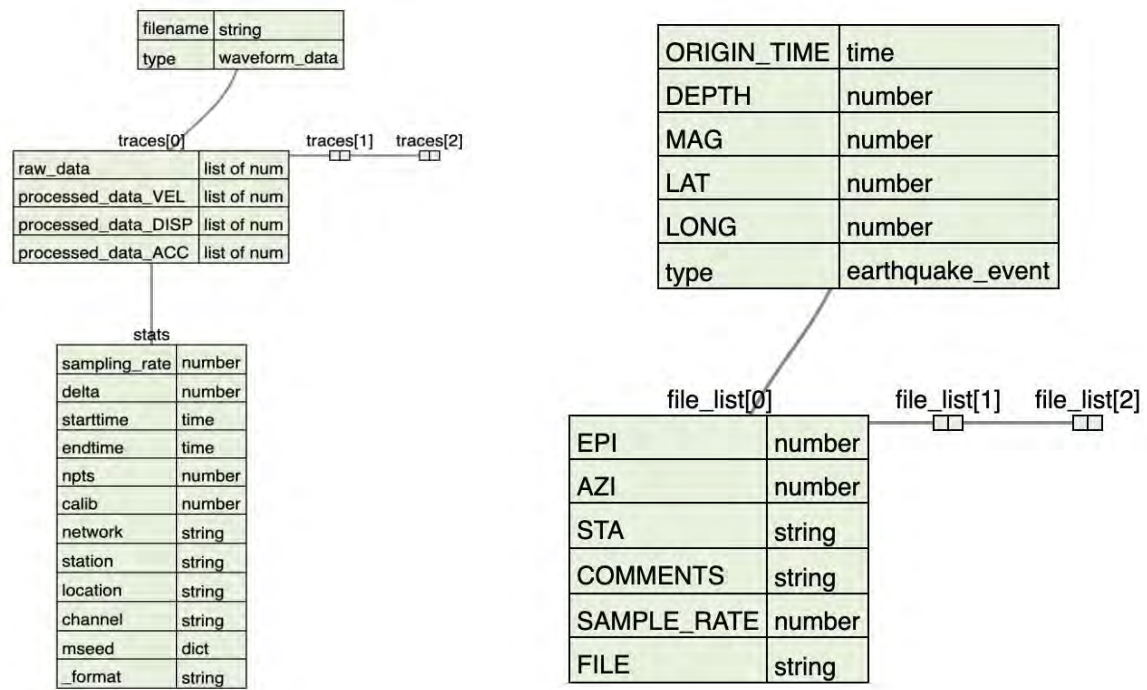 filename string
type waveform_data
traces[0] traces[1] traces[2]
raw_data list of num
processed_data_VEL list of num
processed_data_DISP list of num
processed_data_ACC list of num
stats
sampling_rate number
delta number
starttime time
endtime time
npts number
calib number
network string
station string
location string
channel string
mseed dict
_format string
ORIGIN_TIME time
DEPTH number
MAG number
LAT number
LONG number
type earthquake_event
file_list[0] file_list[1] file_list[2]
EPI number
AZI number
STA string
COMMENTS string
SAMPLE_RATE number
FILE string